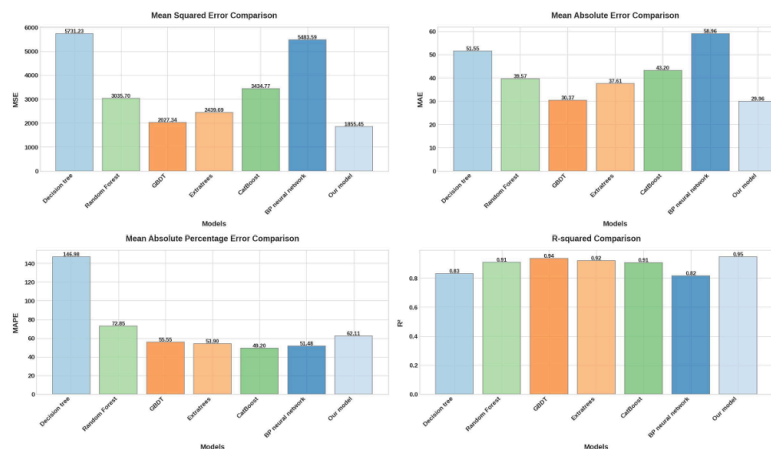 Mean Squared Error Comparison
MSE
6000
5000
4000
3000
2000
1000
0
5731.23
3035.70
2027.34
2439.69
3434.77
5483.59
1855.45
Decision tree
Random Forest
GBDT
Extratrees
CatBoost
BP neural network
Our model
Models
Mean Absolute Error Comparison
MAE
60
50
40
30
20
10
0
51.55
39.57
30.37
37.61
43.20
58.96
29.96
Decision tree
Random Forest
GBDT
Extratrees
CatBoost
BP neural network
Our model
Models
Mean Absolute Percentage Error Comparison
MAPE
140
120
100
80
60
40
20
0
146.98
72.85
55.55
53.90
49.20
51.48
62.11
Decision tree
Random Forest
GBDT
Extratrees
CatBoost
BP neural network
Our model
Models
R-squared Comparison
R²
0.8
0.6
0.4
0.2
0.0
0.83
0.91
0.94
0.92
0.91
0.82
0.95
Decision tree
Random Forest
GBDT
Extratrees
CatBoost
BP neural network
Our model
Models